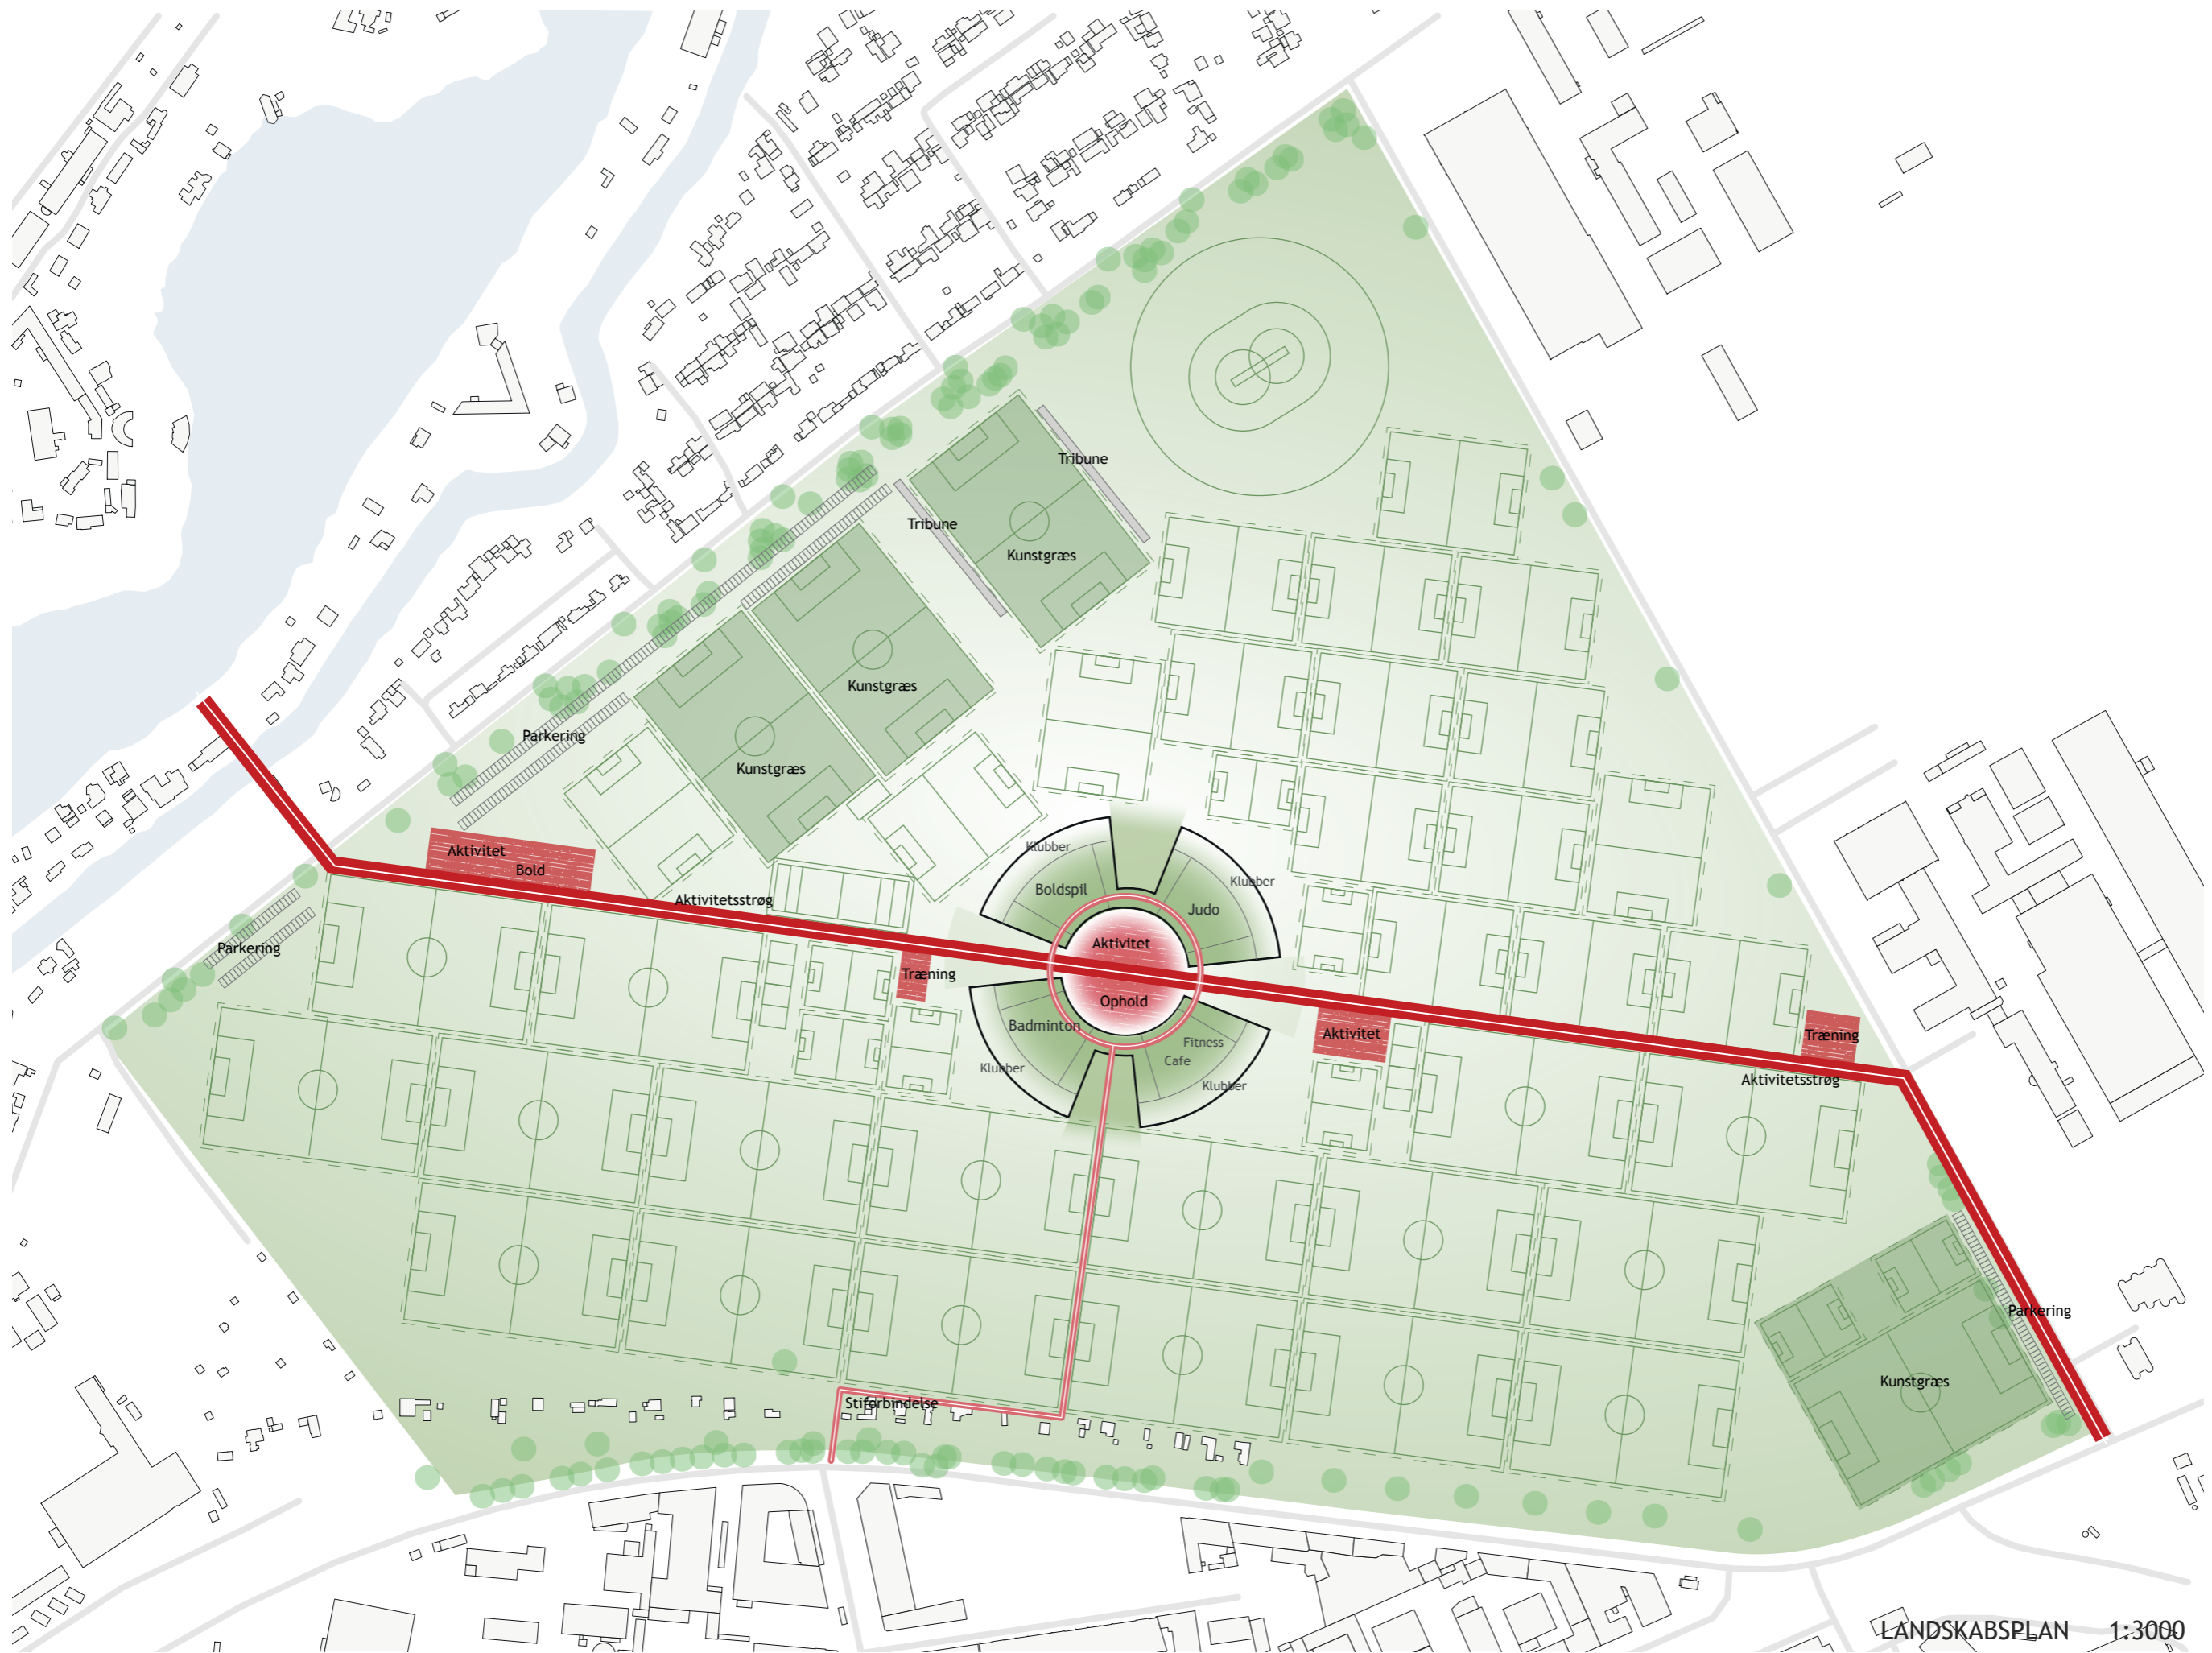 Tribune
Tribune
Kunstgræs
Kunstgræs
Parkering
Kunstgræs
Aktivitet
Bold
Klubber
Boldspil
Klubber
Aktivitetsstrøg
Judo
Parkering
Aktivitet
Træning
Ophold
Badminton
Aktivitet
Træning
Fitness
Cafe
Klubber
Klubber
Aktivitetsstrøg
Parkering
Kunstgræs
Stiforbindelse
LANDSKABSPLAN 1:3000